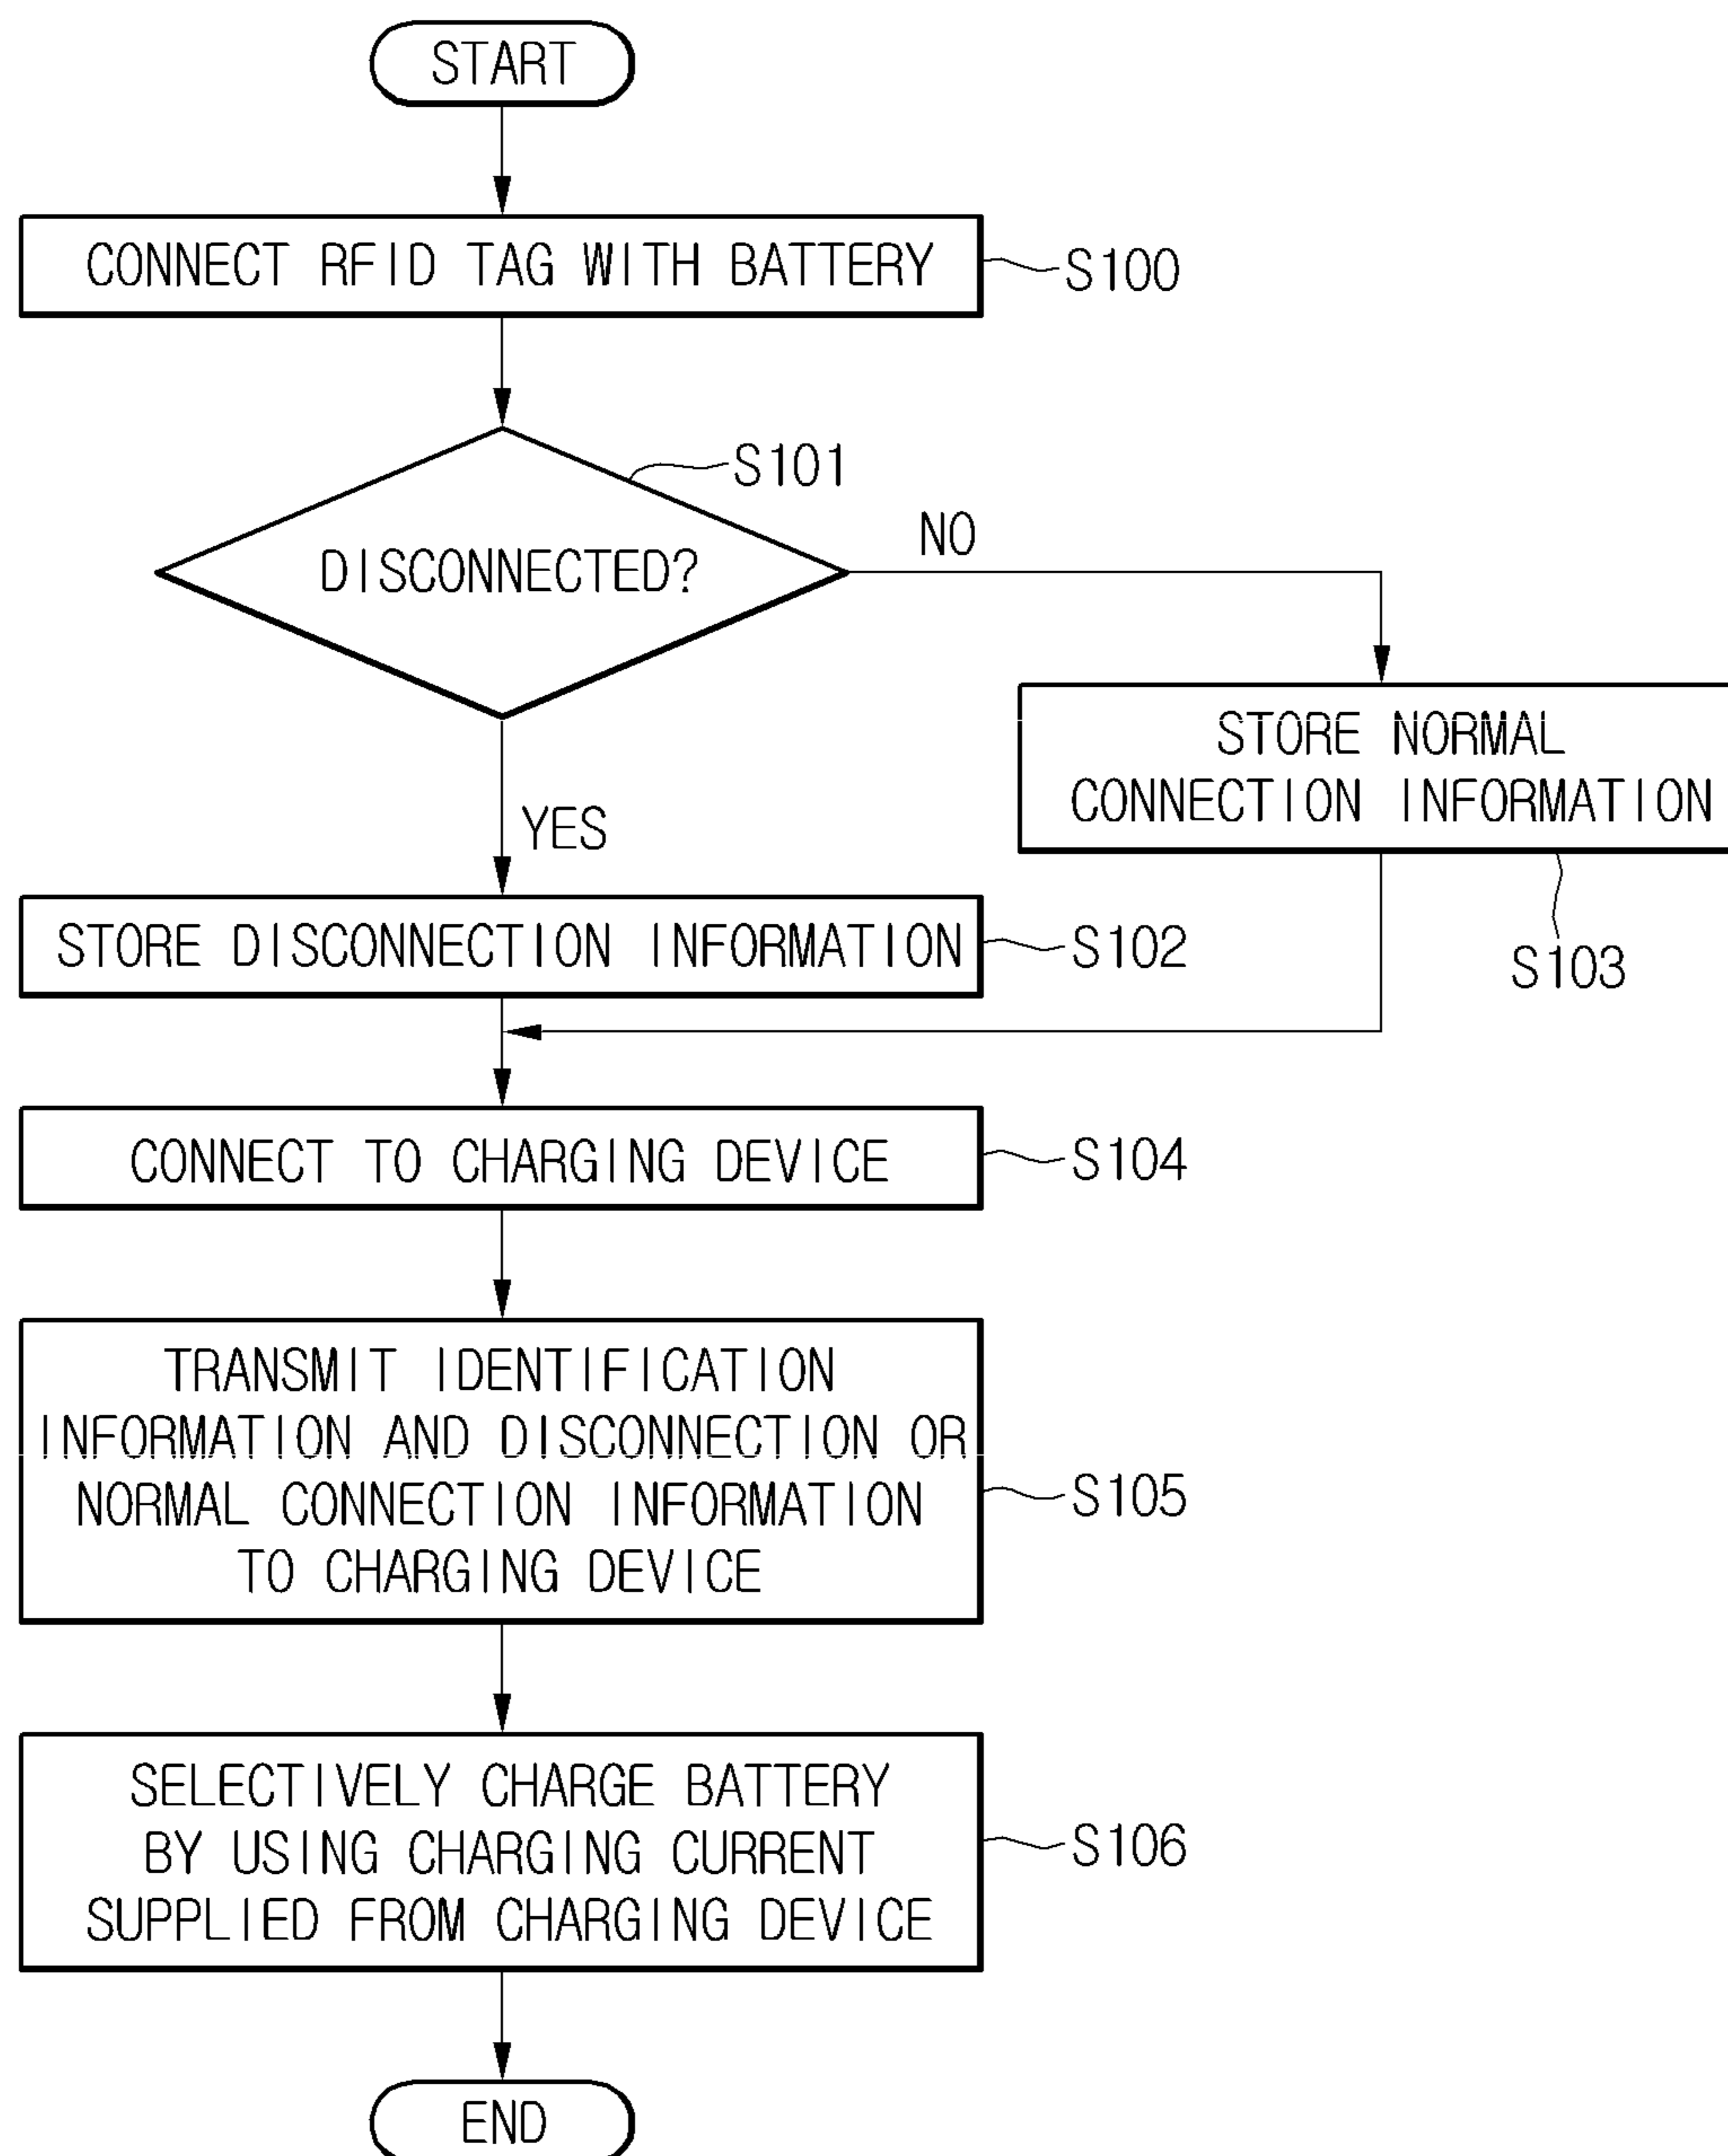 START
CONNECT RFID TAG WITH BATTERY
S100
S101
DISCONNECTED?
NO
STORE NORMAL
CONNECTION INFORMATION
S103
YES
STORE DISCONNECTION INFORMATION
S102
CONNECT TO CHARGING DEVICE
S104
TRANSMIT IDENTIFICATION
INFORMATION AND DISCONNECTION OR
NORMAL CONNECTION INFORMATION
TO CHARGING DEVICE
S105
SELECTIVELY CHARGE BATTERY
BY USING CHARGING CURRENT
SUPPLIED FROM CHARGING DEVICE
S106
END